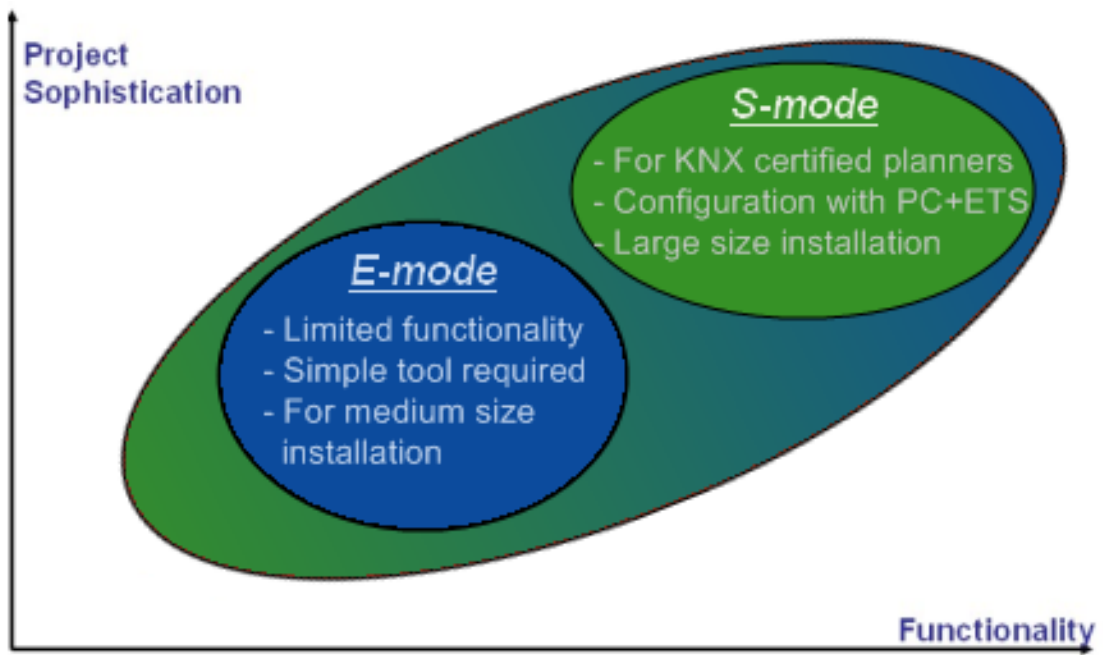 Project
Sophistication
S-mode
- For KNX certified planners
- Configuration with PC+ETS
- Large size installation
E-mode
- Limited functionality
- Simple tool required
- For medium size
installation
Functionality